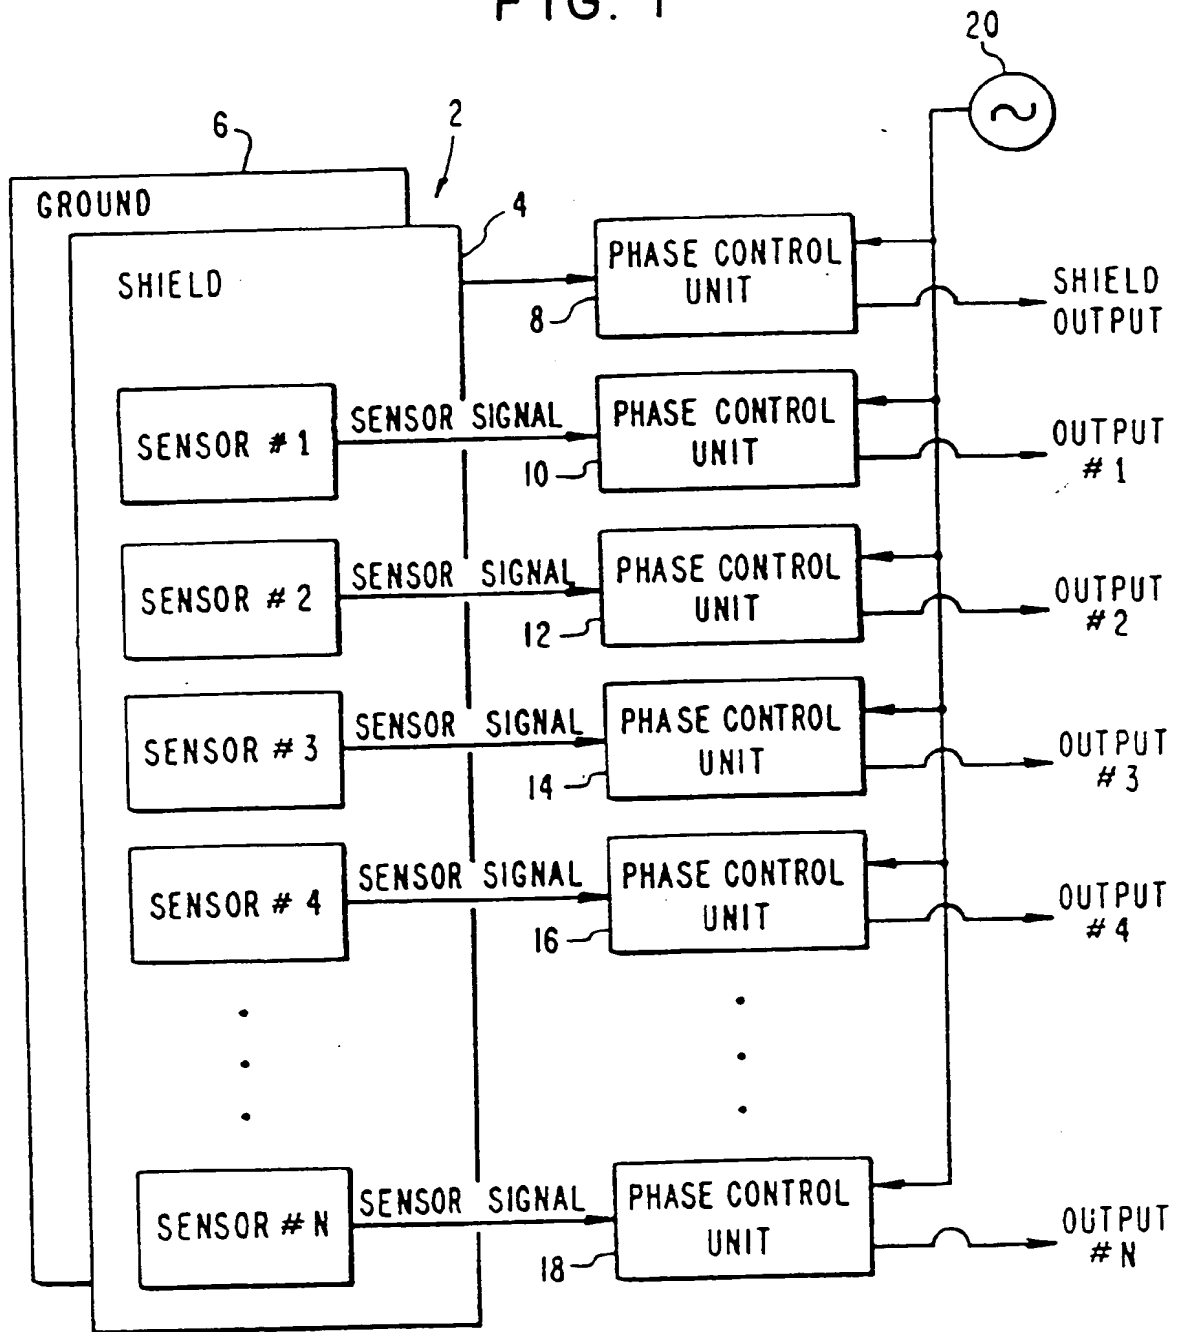 FIG. 1
20
6
2
GROUND
4
SHIELD
PHASE CONTROL
UNIT
8
SHIELD
OUTPUT
SENSOR #1
SENSOR SIGNAL
PHASE CONTROL
UNIT
10
OUTPUT
#1
SENSOR #2
SENSOR SIGNAL
PHASE CONTROL
UNIT
12
OUTPUT
#2
SENSOR #3
SENSOR SIGNAL
PHASE CONTROL
UNIT
14
OUTPUT
#3
SENSOR #4
SENSOR SIGNAL
PHASE CONTROL
UNIT
16
OUTPUT
#4
SENSOR #N
SENSOR SIGNAL
PHASE CONTROL
UNIT
18
OUTPUT
#N